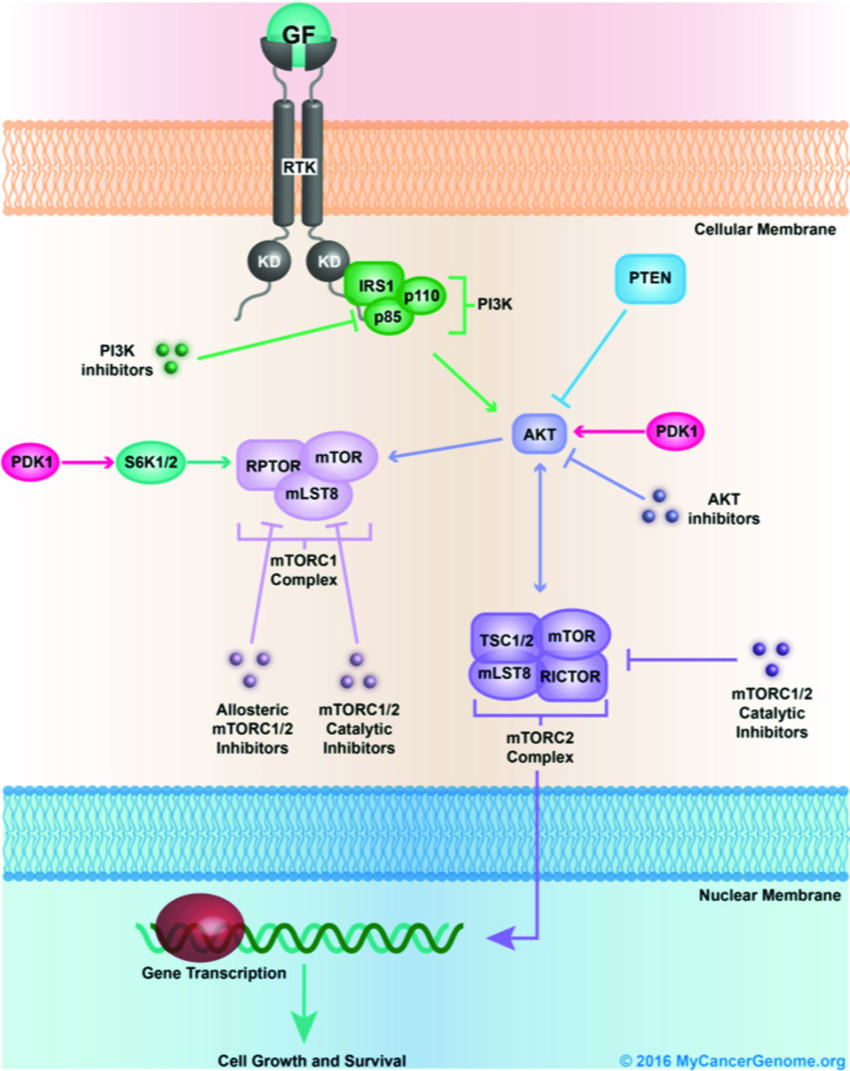 GF
RTK
Cellular Membrane
KD
KD
IRS1
p110
p85
PI3K
PTEN
PI3K
inhibitors
AKT
PDK1
PDK1
S6K1/2
RPTOR
mTOR
mLST8
AKT
inhibitors
mTORC1
Complex
TSC1/2
mTOR
mLST8
RICTOR
Allosteric
mTORC1/2
Inhibitors
mTORC1/2
Catalytic
Inhibitors
mTORC1/2
Catalytic
Inhibitors
mTORC2
Complex
Nuclear Membrane
Gene Transcription
Cell Growth and Survival
© 2016 MyCancerGenome.org